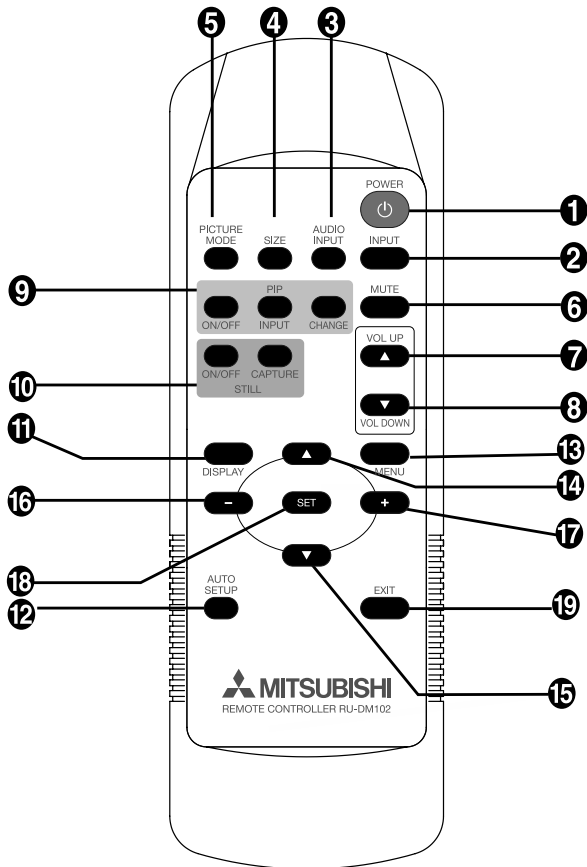 5 4 3
POWER
1
PICTURE
MODE
SIZE
AUDIO
INPUT
INPUT
2
9
PIP
MUTE
ON/OFF INPUT CHANGE
6
VOL UP
7
10
ON/OFF CAPTURE
STILL
VOL DOWN
8
11
DISPLAY
MENU
13
14
16
−
SET
+
17
18
AUTO
SETUP
12
EXIT
19
MITSUBISHI
REMOTE CONTROLLER RU-DM102
15